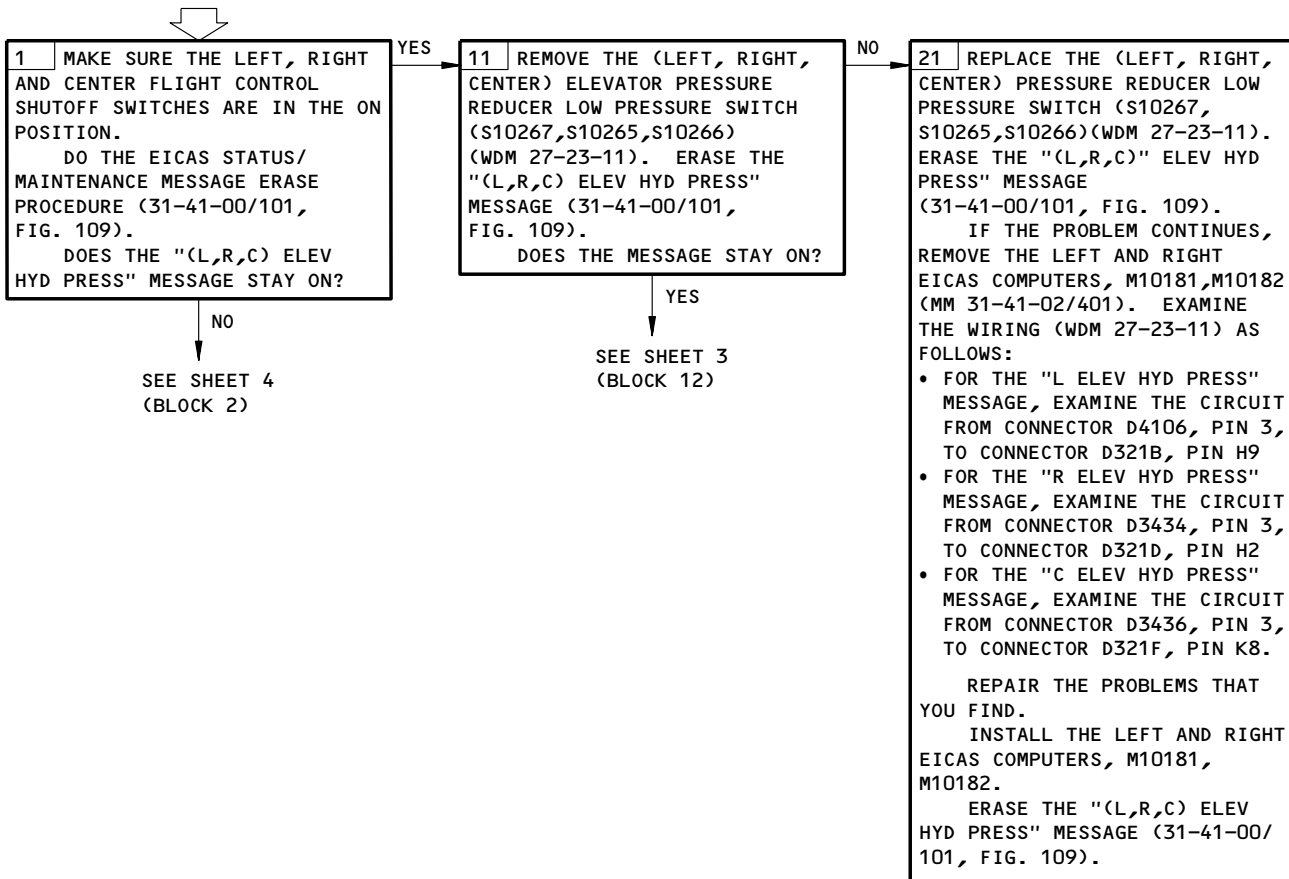 1 MAKE SURE THE LEFT, RIGHT
AND CENTER FLIGHT CONTROL
SHUTOFF SWITCHES ARE IN THE ON
POSITION.
DO THE EICAS STATUS/
MAINTENANCE MESSAGE ERASE
PROCEDURE (31-41-00/101,
FIG. 109).
DOES THE "(L,R,C) ELEV
HYD PRESS" MESSAGE STAY ON?
YES
NO
SEE SHEET 4
(BLOCK 2)
11 REMOVE THE (LEFT, RIGHT,
CENTER) ELEVATOR PRESSURE
REDUCER LOW PRESSURE SWITCH
(S10267,S10265,S10266)
(WDM 27-23-11). ERASE THE
"(L,R,C) ELEV HYD PRESS"
MESSAGE (31-41-00/101,
FIG. 109).
DOES THE MESSAGE STAY ON?
NO
YES
SEE SHEET 3
(BLOCK 12)
21 REPLACE THE (LEFT, RIGHT,
CENTER) PRESSURE REDUCER LOW
PRESSURE SWITCH (S10267,
S10265,S10266)(WDM 27-23-11).
ERASE THE "(L,R,C)" ELEV HYD
PRESS" MESSAGE
(31-41-00/101, FIG. 109).
IF THE PROBLEM CONTINUES,
REMOVE THE LEFT AND RIGHT
EICAS COMPUTERS, M10181,M10182
(MM 31-41-02/401). EXAMINE
THE WIRING (WDM 27-23-11) AS
FOLLOWS:
• FOR THE "L ELEV HYD PRESS"
MESSAGE, EXAMINE THE CIRCUIT
FROM CONNECTOR D4106, PIN 3,
TO CONNECTOR D321B, PIN H9
• FOR THE "R ELEV HYD PRESS"
MESSAGE, EXAMINE THE CIRCUIT
FROM CONNECTOR D3434, PIN 3,
TO CONNECTOR D321D, PIN H2
• FOR THE "C ELEV HYD PRESS"
MESSAGE, EXAMINE THE CIRCUIT
FROM CONNECTOR D3436, PIN 3,
TO CONNECTOR D321F, PIN K8.
REPAIR THE PROBLEMS THAT
YOU FIND.
INSTALL THE LEFT AND RIGHT
EICAS COMPUTERS, M10181,
M10182.
ERASE THE "(L,R,C) ELEV
HYD PRESS" MESSAGE (31-41-00/
101, FIG. 109).